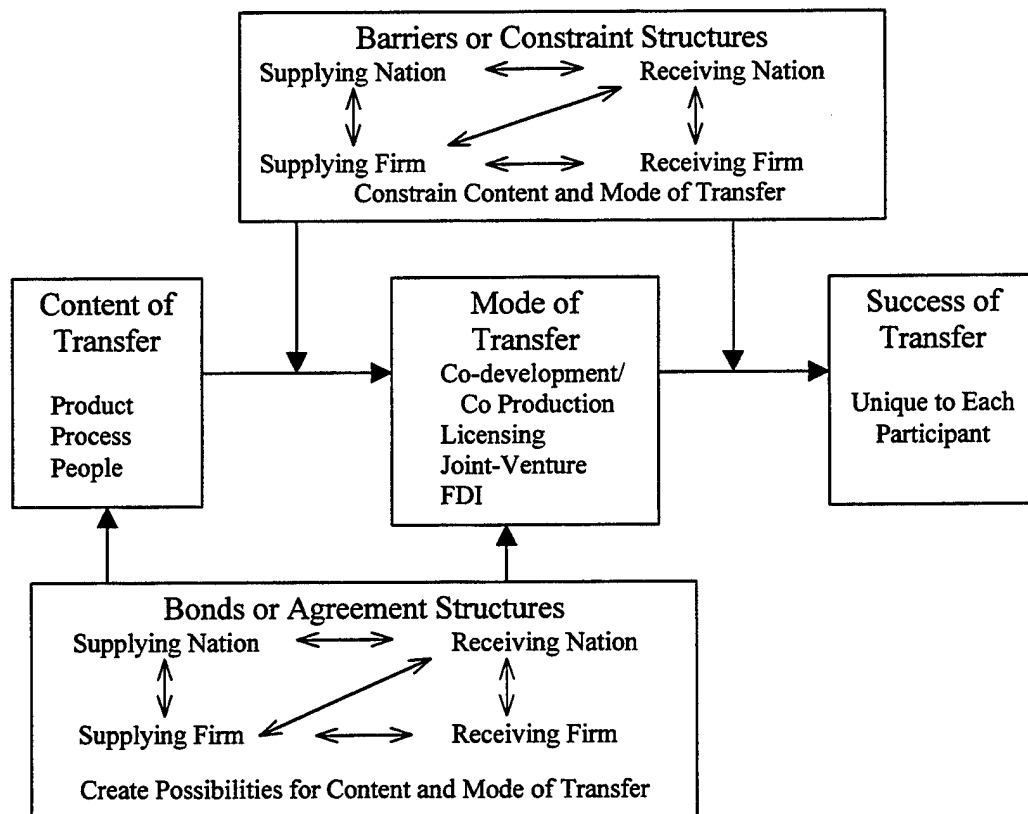 Barriers or Constraint Structures
Supplying Nation Receiving Nation
Supplying Firm Receiving Firm
Constrain Content and Mode of Transfer
Content of
Transfer
Product
Process
People
Mode of
Transfer
Co-development/
Co Production
Licensing
Joint-Venture
FDI
Success of
Transfer
Unique to Each
Participant
Bonds or Agreement Structures
Supplying Nation Receiving Nation
Supplying Firm Receiving Firm
Create Possibilities for Content and Mode of Transfer